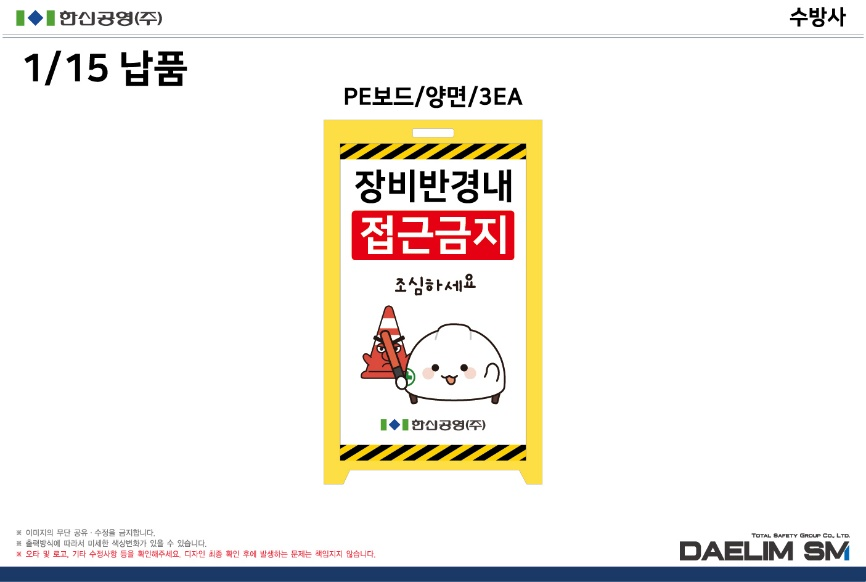 한신공영(주)
수방사
1/15 납품
PE보드/양면/3EA
장비반경내
접근금지
조심하세요
한신공영(주)
※ 이미지의 무단 공유 · 수정을 금지합니다.
※ 출력방식에 따라서 미세한 색상변화가 있을 수 있습니다.
※ 오타 및 로고, 기타 수정사항 등을 확인해주세요. 디자인 최종 확인 후에 발생하는 문제는 책임지지 않습니다.
TOTAL SAFETY GROUP CO., LTD.
DAELIM SM